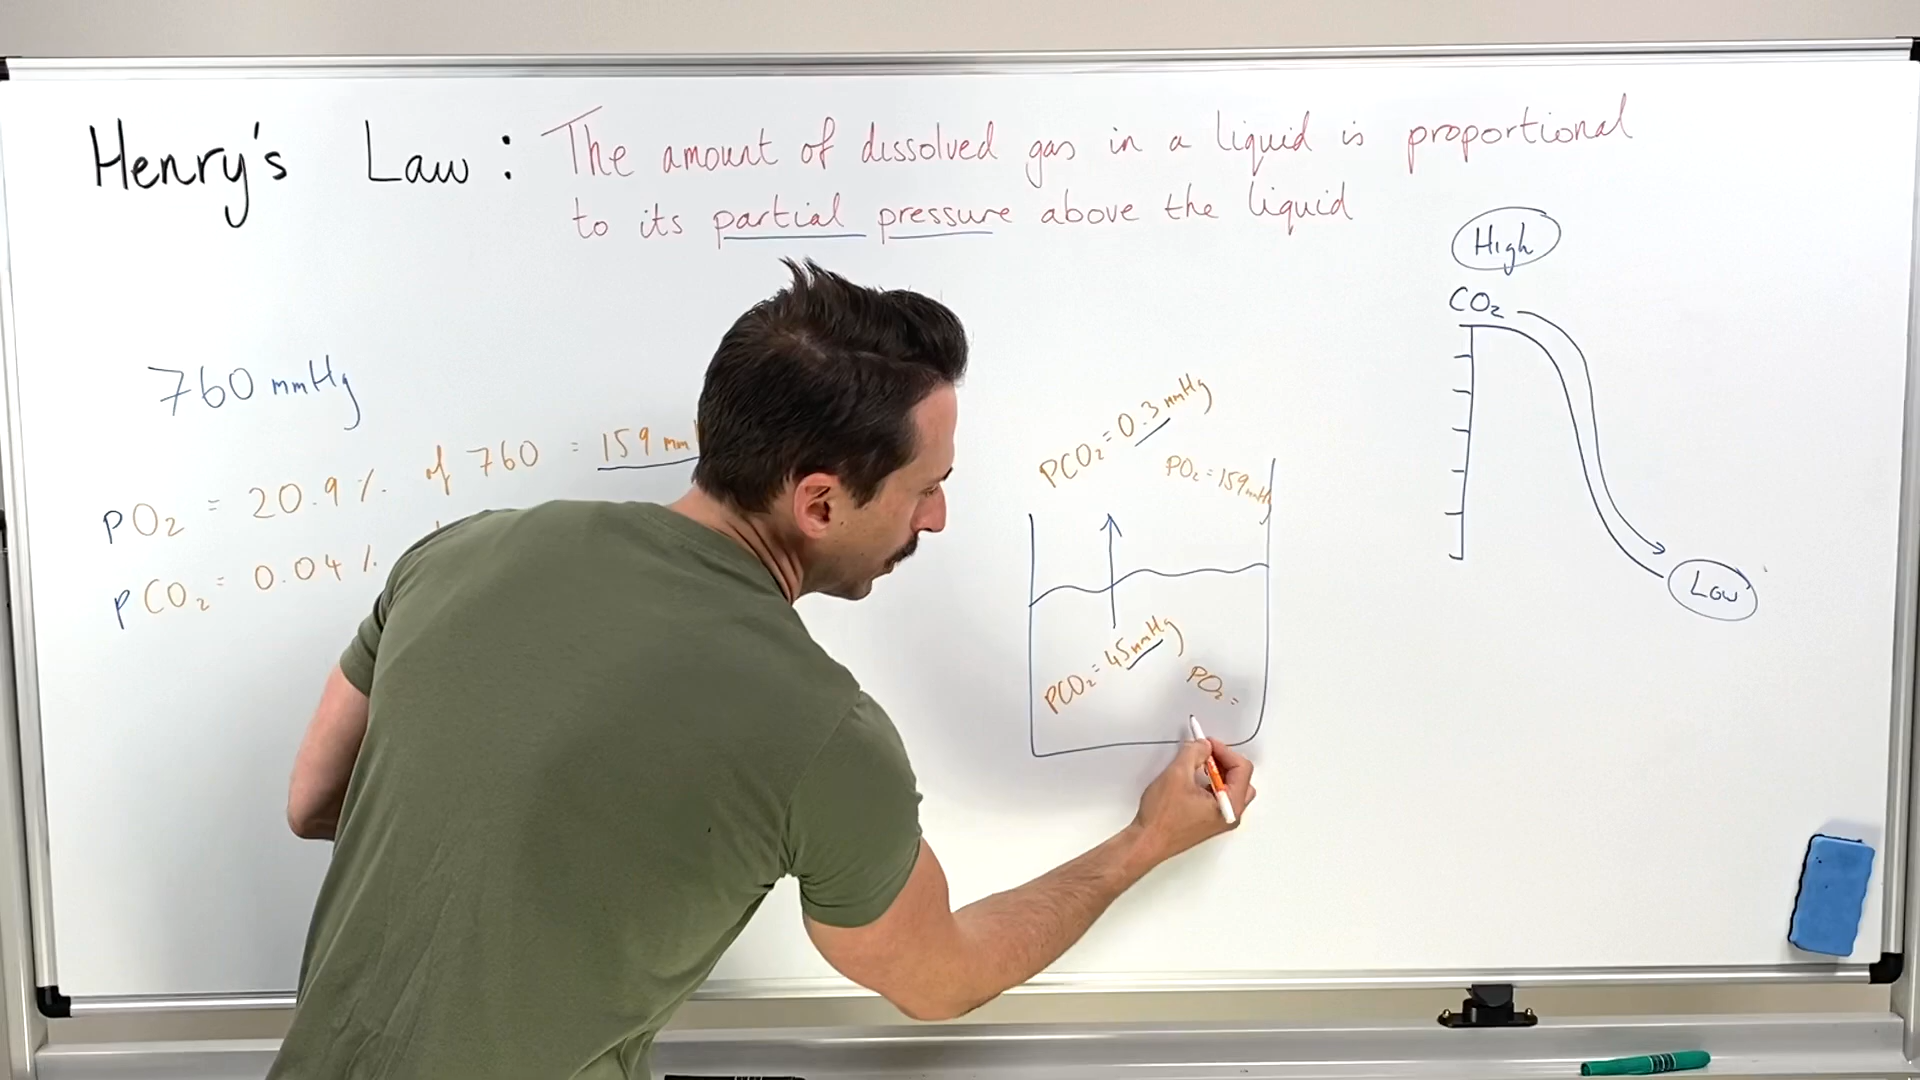 Henry's Law: The amount of dissolved gas in a liquid is proportional
to its partial pressure above the liquid
760 mmHg
pO₂ = 20.9% of 760 = 159 mm
pCO₂ = 0.04%
PCO₂ = 0.3 mmHg
PO₂ = 159 mmHg
PCO₂ = 45 mmHg
PO₂ =
High
CO₂
Low